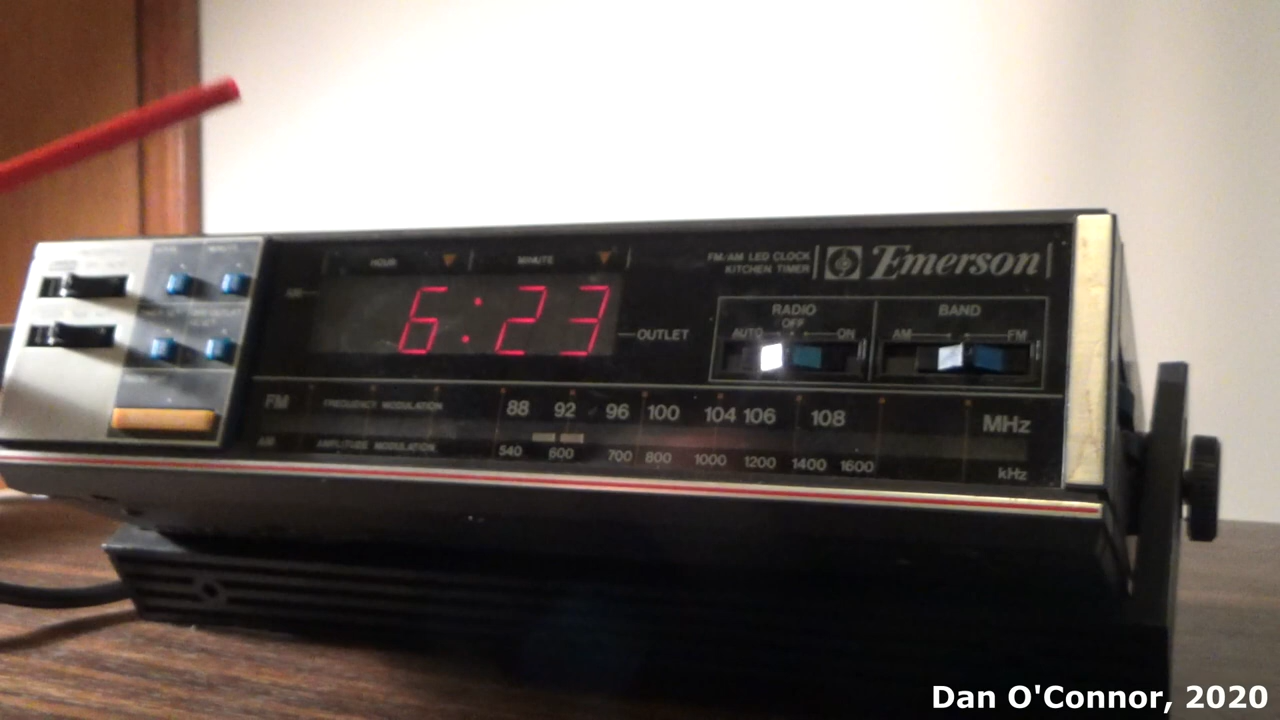 HOUR
MINUTE
FM/AM LED CLOCK
KITCHEN TIMER
Emerson
6:23
OUTLET
RADIO
OFF
AUTO
ON
BAND
AM
FM
FM
FREQUENCY MODULATION
88 92 96 100 104 106 108 MHz
AM
AMPLITUDE MODULATION
540 600 700 800 1000 1200 1400 1600 kHz
Dan O'Connor, 2020